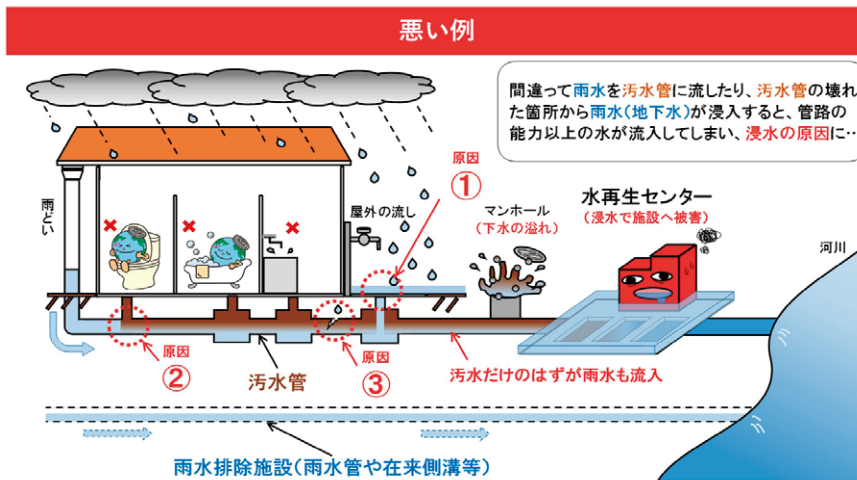 悪い例
間違って雨水を汚水管に流したり、汚水管の壊れ
た箇所から雨水(地下水)が浸入すると、管路の
能力以上の水が流入してしまい、浸水の原因に…
原因
①
雨どい
屋外の流し
マンホール
(下水の溢れ)
水再生センター
(浸水で施設へ被害)
河川
原因
②
汚水管
原因
③
汚水だけのはずが雨水も流入
雨水排除施設(雨水管や在来側溝等)